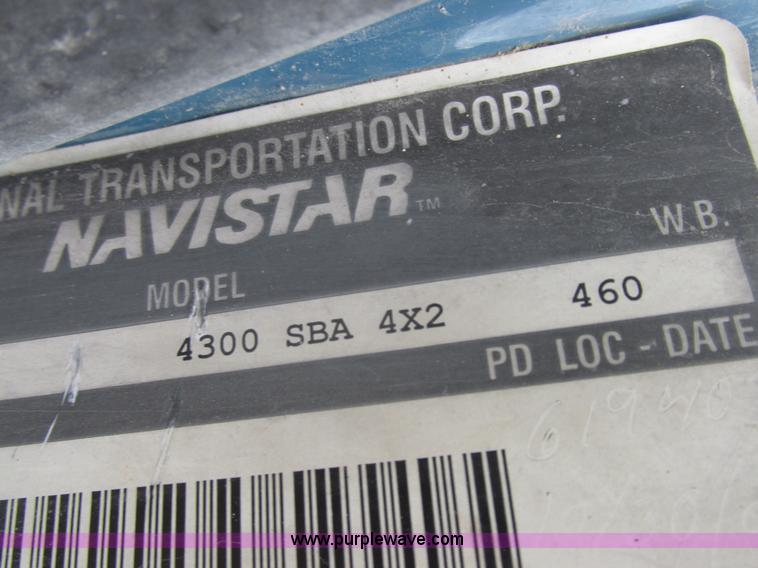 NAL TRANSPORTATION CORP.
NAVISTAR™
MODEL W.B.
4300 SBA 4X2 460
PD LOC - DATE
www.purplewave.com